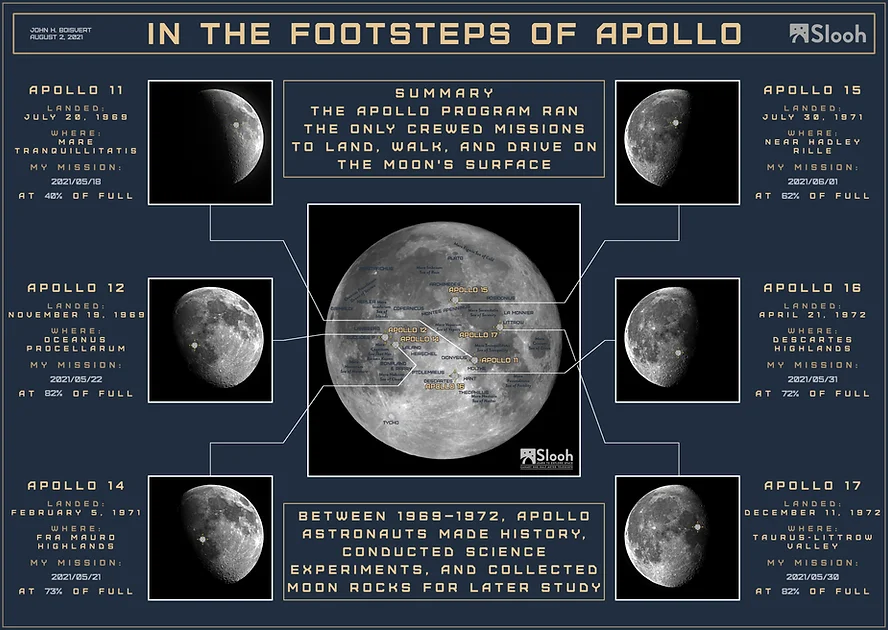 JOHN H. BOISVERT
AUGUST 2, 2021
IN THE FOOTSTEPS OF APOLLO
Slooh
APOLLO 11
LANDED:
JULY 20, 1969
WHERE:
MARE
TRANQUILLITATIS
MY MISSION:
2021/05/18
AT 40% OF FULL
SUMMARY
THE APOLLO PROGRAM RAN
THE ONLY CREWED MISSIONS
TO LAND, WALK, AND DRIVE ON
THE MOON'S SURFACE
APOLLO 15
LANDED:
JULY 30, 1971
WHERE:
NEAR HADLEY
RILLE
MY MISSION:
2021/06/01
AT 62% OF FULL
APOLLO 12
LANDED:
NOVEMBER 19, 1969
WHERE:
OCEANUS
PROCELLARUM
MY MISSION:
2021/05/22
AT 82% OF FULL
PLATO
APOLLO 15
COPERNICUS
LA MONNIER
LITTROW
APOLLO 12
APOLLO 14
APOLLO 17
HERSCHEL
DIONYSIUS
APOLLO 11
PTOLEMAEUS
DESCARTES
APOLLO 16
TYCHO
Slooh
APOLLO 16
LANDED:
APRIL 21, 1972
WHERE:
DESCARTES
HIGHLANDS
MY MISSION:
2021/05/31
AT 72% OF FULL
APOLLO 14
LANDED:
FEBRUARY 5, 1971
WHERE:
FRA MAURO
HIGHLANDS
MY MISSION:
2021/05/21
AT 73% OF FULL
BETWEEN 1969-1972, APOLLO
ASTRONAUTS MADE HISTORY,
CONDUCTED SCIENCE
EXPERIMENTS, AND COLLECTED
MOON ROCKS FOR LATER STUDY
APOLLO 17
LANDED:
DECEMBER 11, 1972
WHERE:
TAURUS-LITTROW
VALLEY
MY MISSION:
2021/05/30
AT 82% OF FULL